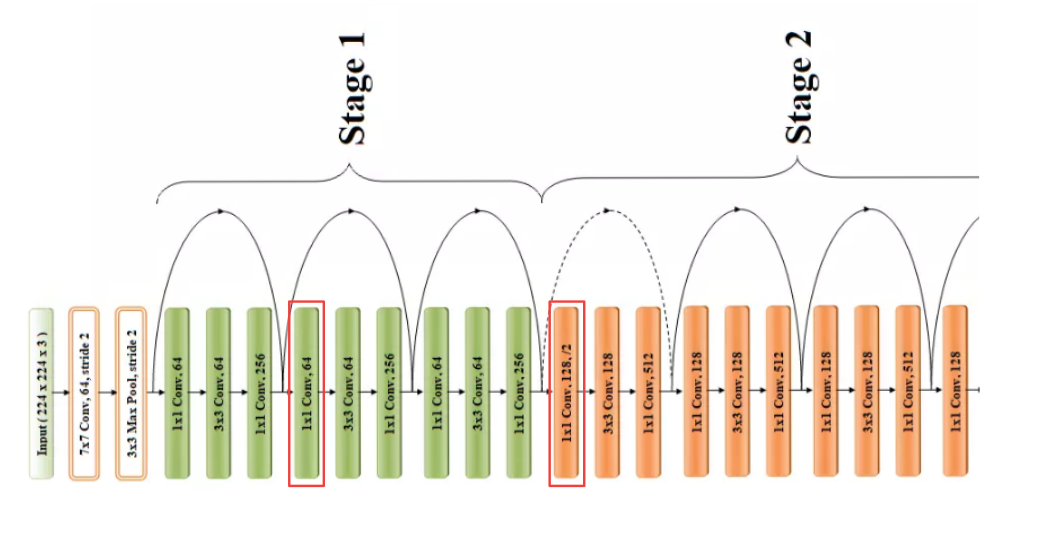 Stage 1
Stage 2
Input ( 224 x 224 x 3 )
7x7 Conv, 64, stride 2
3x3 Max Pool, stride 2
1x1 Conv, 64
3x3 Conv, 64
1x1 Conv, 256
1x1 Conv, 64
3x3 Conv, 64
1x1 Conv, 256
1x1 Conv, 64
3x3 Conv, 64
1x1 Conv, 256
1x1 Conv, 128, /2
3x3 Conv, 128
1x1 Conv, 512
1x1 Conv, 128
3x3 Conv, 128
1x1 Conv, 512
1x1 Conv, 128
3x3 Conv, 128
1x1 Conv, 512
1x1 Conv, 128